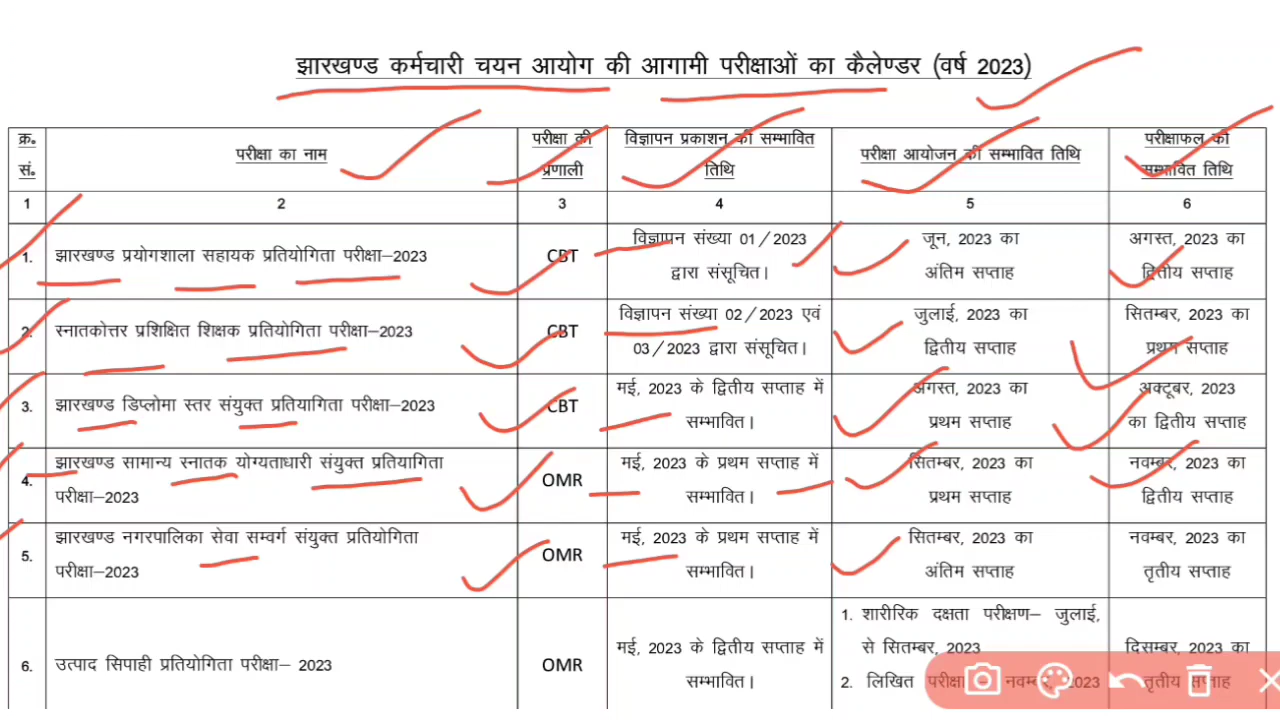 झारखण्ड कर्मचारी चयन आयोग की आगामी परीक्षाओं का कैलेण्डर (वर्ष 2023)
क्र॰ सं॰
परीक्षा का नाम
परीक्षा की
प्रणाली
विज्ञापन प्रकाशन की सम्भावित
तिथि
परीक्षा आयोजन की सम्भावित तिथि
परीक्षाफल की
सम्भावित तिथि
1 2 3 4 5 6
1.
झारखण्ड प्रयोगशाला सहायक प्रतियोगिता परीक्षा–2023
CBT
विज्ञापन संख्या 01/2023
द्वारा संसूचित।
जून, 2023 का
अंतिम सप्ताह
अगस्त, 2023 का
द्वितीय सप्ताह
2.
स्नातकोत्तर प्रशिक्षित शिक्षक प्रतियोगिता परीक्षा–2023
CBT
विज्ञापन संख्या 02/2023 एवं
03/2023 द्वारा संसूचित।
जुलाई, 2023 का
द्वितीय सप्ताह
सितम्बर, 2023 का
प्रथम सप्ताह
3.
झारखण्ड डिप्लोमा स्तर संयुक्त प्रतियागिता परीक्षा–2023
CBT
मई, 2023 के द्वितीय सप्ताह में
सम्भावित।
अगस्त, 2023 का
प्रथम सप्ताह
अक्टूबर, 2023
का द्वितीय सप्ताह
4.
झारखण्ड सामान्य स्नातक योग्यताधारी संयुक्त प्रतियागिता
परीक्षा–2023
OMR
मई, 2023 के प्रथम सप्ताह में
सम्भावित।
सितम्बर, 2023 का
प्रथम सप्ताह
नवम्बर, 2023 का
द्वितीय सप्ताह
5.
झारखण्ड नगरपालिका सेवा सम्वर्ग संयुक्त प्रतियोगिता
परीक्षा–2023
OMR
मई, 2023 के प्रथम सप्ताह में
सम्भावित।
सितम्बर, 2023 का
अंतिम सप्ताह
नवम्बर, 2023 का
तृतीय सप्ताह
6.
उत्पाद सिपाही प्रतियोगिता परीक्षा– 2023
OMR
मई, 2023 के द्वितीय सप्ताह में
सम्भावित।
1. शारीरिक दक्षता परीक्षण– जुलाई,
से सितम्बर, 2023
2. लिखित परीक्षा – नवम्बर, 2023
दिसम्बर, 2023 का
तृतीय सप्ताह